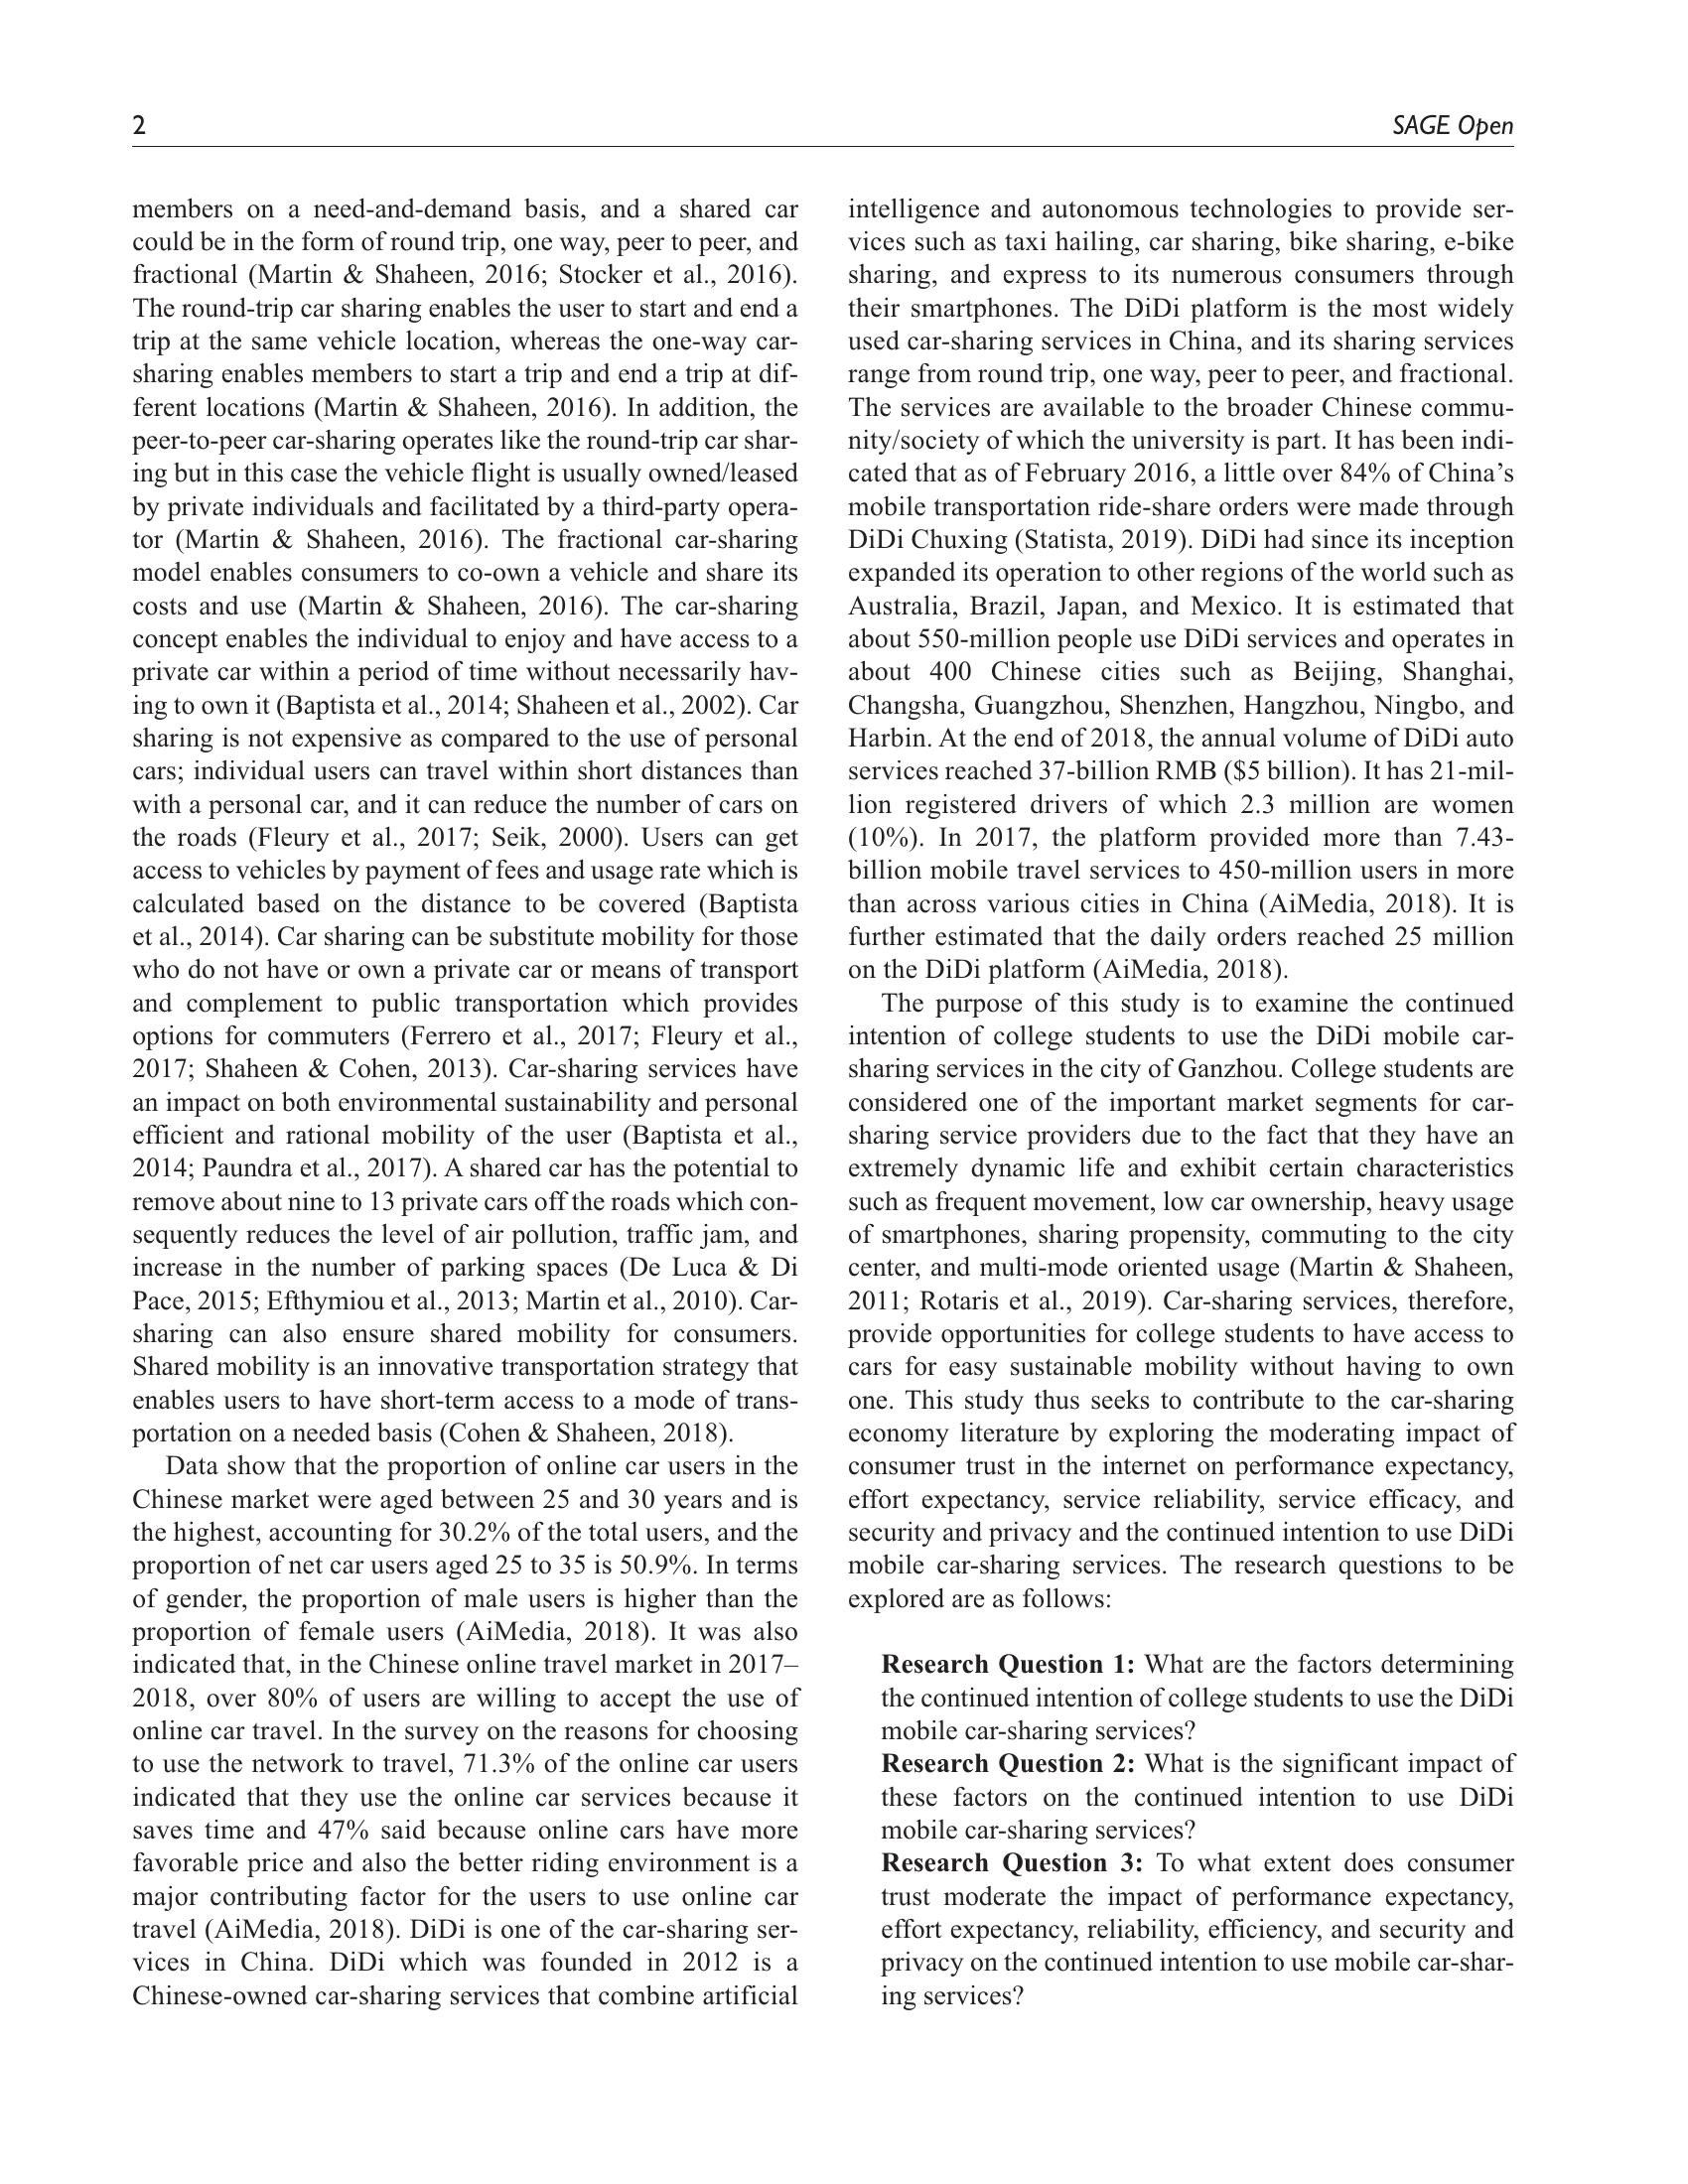 2
SAGE Open
members on a need-and-demand basis, and a shared car
could be in the form of round trip, one way, peer to peer, and
fractional (Martin & Shaheen, 2016; Stocker et al., 2016).
The round-trip car sharing enables the user to start and end a
trip at the same vehicle location, whereas the one-way car-
sharing enables members to start a trip and end a trip at dif-
ferent locations (Martin & Shaheen, 2016). In addition, the
peer-to-peer car-sharing operates like the round-trip car shar-
ing but in this case the vehicle flight is usually owned/leased
by private individuals and facilitated by a third-party opera-
tor (Martin & Shaheen, 2016). The fractional car-sharing
model enables consumers to co-own a vehicle and share its
costs and use (Martin & Shaheen, 2016). The car-sharing
concept enables the individual to enjoy and have access to a
private car within a period of time without necessarily hav-
ing to own it (Baptista et al., 2014; Shaheen et al., 2002). Car
sharing is not expensive as compared to the use of personal
cars; individual users can travel within short distances than
with a personal car, and it can reduce the number of cars on
the roads (Fleury et al., 2017; Seik, 2000). Users can get
access to vehicles by payment of fees and usage rate which is
calculated based on the distance to be covered (Baptista
et al., 2014). Car sharing can be substitute mobility for those
who do not have or own a private car or means of transport
and complement to public transportation which provides
options for commuters (Ferrero et al., 2017; Fleury et al.,
2017; Shaheen & Cohen, 2013). Car-sharing services have
an impact on both environmental sustainability and personal
efficient and rational mobility of the user (Baptista et al.,
2014; Paundra et al., 2017). A shared car has the potential to
remove about nine to 13 private cars off the roads which con-
sequently reduces the level of air pollution, traffic jam, and
increase in the number of parking spaces (De Luca & Di
Pace, 2015; Efthymiou et al., 2013; Martin et al., 2010). Car-
sharing can also ensure shared mobility for consumers.
Shared mobility is an innovative transportation strategy that
enables users to have short-term access to a mode of trans-
portation on a needed basis (Cohen & Shaheen, 2018).
Data show that the proportion of online car users in the
Chinese market were aged between 25 and 30 years and is
the highest, accounting for 30.2% of the total users, and the
proportion of net car users aged 25 to 35 is 50.9%. In terms
of gender, the proportion of male users is higher than the
proportion of female users (AiMedia, 2018). It was also
indicated that, in the Chinese online travel market in 2017–
2018, over 80% of users are willing to accept the use of
online car travel. In the survey on the reasons for choosing
to use the network to travel, 71.3% of the online car users
indicated that they use the online car services because it
saves time and 47% said because online cars have more
favorable price and also the better riding environment is a
major contributing factor for the users to use online car
travel (AiMedia, 2018). DiDi is one of the car-sharing ser-
vices in China. DiDi which was founded in 2012 is a
Chinese-owned car-sharing services that combine artificial
intelligence and autonomous technologies to provide ser-
vices such as taxi hailing, car sharing, bike sharing, e-bike
sharing, and express to its numerous consumers through
their smartphones. The DiDi platform is the most widely
used car-sharing services in China, and its sharing services
range from round trip, one way, peer to peer, and fractional.
The services are available to the broader Chinese commu-
nity/society of which the university is part. It has been indi-
cated that as of February 2016, a little over 84% of China’s
mobile transportation ride-share orders were made through
DiDi Chuxing (Statista, 2019). DiDi had since its inception
expanded its operation to other regions of the world such as
Australia, Brazil, Japan, and Mexico. It is estimated that
about 550-million people use DiDi services and operates in
about 400 Chinese cities such as Beijing, Shanghai,
Changsha, Guangzhou, Shenzhen, Hangzhou, Ningbo, and
Harbin. At the end of 2018, the annual volume of DiDi auto
services reached 37-billion RMB ($5 billion). It has 21-mil-
lion registered drivers of which 2.3 million are women
(10%). In 2017, the platform provided more than 7.43-
billion mobile travel services to 450-million users in more
than across various cities in China (AiMedia, 2018). It is
further estimated that the daily orders reached 25 million
on the DiDi platform (AiMedia, 2018).
The purpose of this study is to examine the continued
intention of college students to use the DiDi mobile car-
sharing services in the city of Ganzhou. College students are
considered one of the important market segments for car-
sharing service providers due to the fact that they have an
extremely dynamic life and exhibit certain characteristics
such as frequent movement, low car ownership, heavy usage
of smartphones, sharing propensity, commuting to the city
center, and multi-mode oriented usage (Martin & Shaheen,
2011; Rotaris et al., 2019). Car-sharing services, therefore,
provide opportunities for college students to have access to
cars for easy sustainable mobility without having to own
one. This study thus seeks to contribute to the car-sharing
economy literature by exploring the moderating impact of
consumer trust in the internet on performance expectancy,
effort expectancy, service reliability, service efficacy, and
security and privacy and the continued intention to use DiDi
mobile car-sharing services. The research questions to be
explored are as follows:
Research Question 1: What are the factors determining
the continued intention of college students to use the DiDi
mobile car-sharing services?
Research Question 2: What is the significant impact of
these factors on the continued intention to use DiDi
mobile car-sharing services?
Research Question 3: To what extent does consumer
trust moderate the impact of performance expectancy,
effort expectancy, reliability, efficiency, and security and
privacy on the continued intention to use mobile car-shar-
ing services?